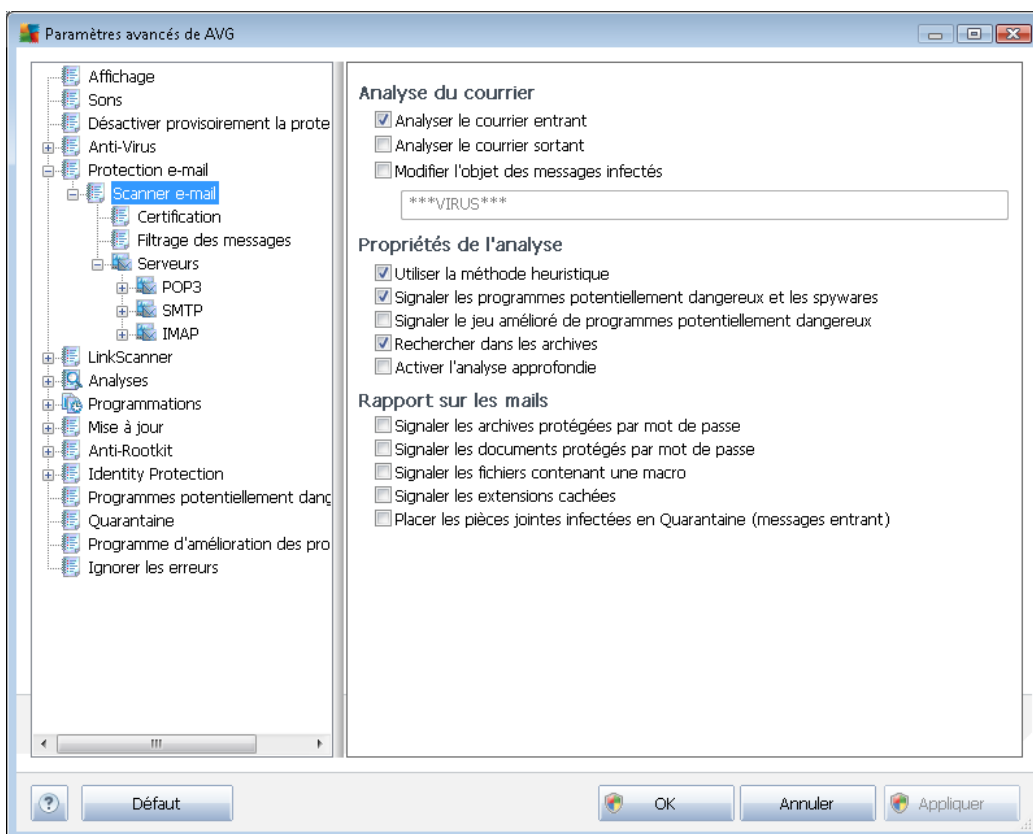 Paramètres avancés de AVG
Affichage
Sons
Désactiver provisoirement la prote
Anti-Virus
Protection e-mail
Scanner e-mail
Certification
Filtrage des messages
Serveurs
POP3
SMTP
IMAP
LinkScanner
Analyses
Programmations
Mise à jour
Anti-Rootkit
Identity Protection
Programmes potentiellement dang
Quarantaine
Programme d'amélioration des pro
Ignorer les erreurs
Analyse du courrier
Analyser le courrier entrant
Analyser le courrier sortant
Modifier l'objet des messages infectés
***VIRUS***
Propriétés de l'analyse
Utiliser la méthode heuristique
Signaler les programmes potentiellement dangereux et les spywares
Signaler le jeu amélioré de programmes potentiellement dangereux
Rechercher dans les archives
Activer l'analyse approfondie
Rapport sur les mails
Signaler les archives protégées par mot de passe
Signaler les documents protégés par mot de passe
Signaler les fichiers contenant une macro
Signaler les extensions cachées
Placer les pièces jointes infectées en Quarantaine (messages entrant)
? Défaut OK Annuler Appliquer